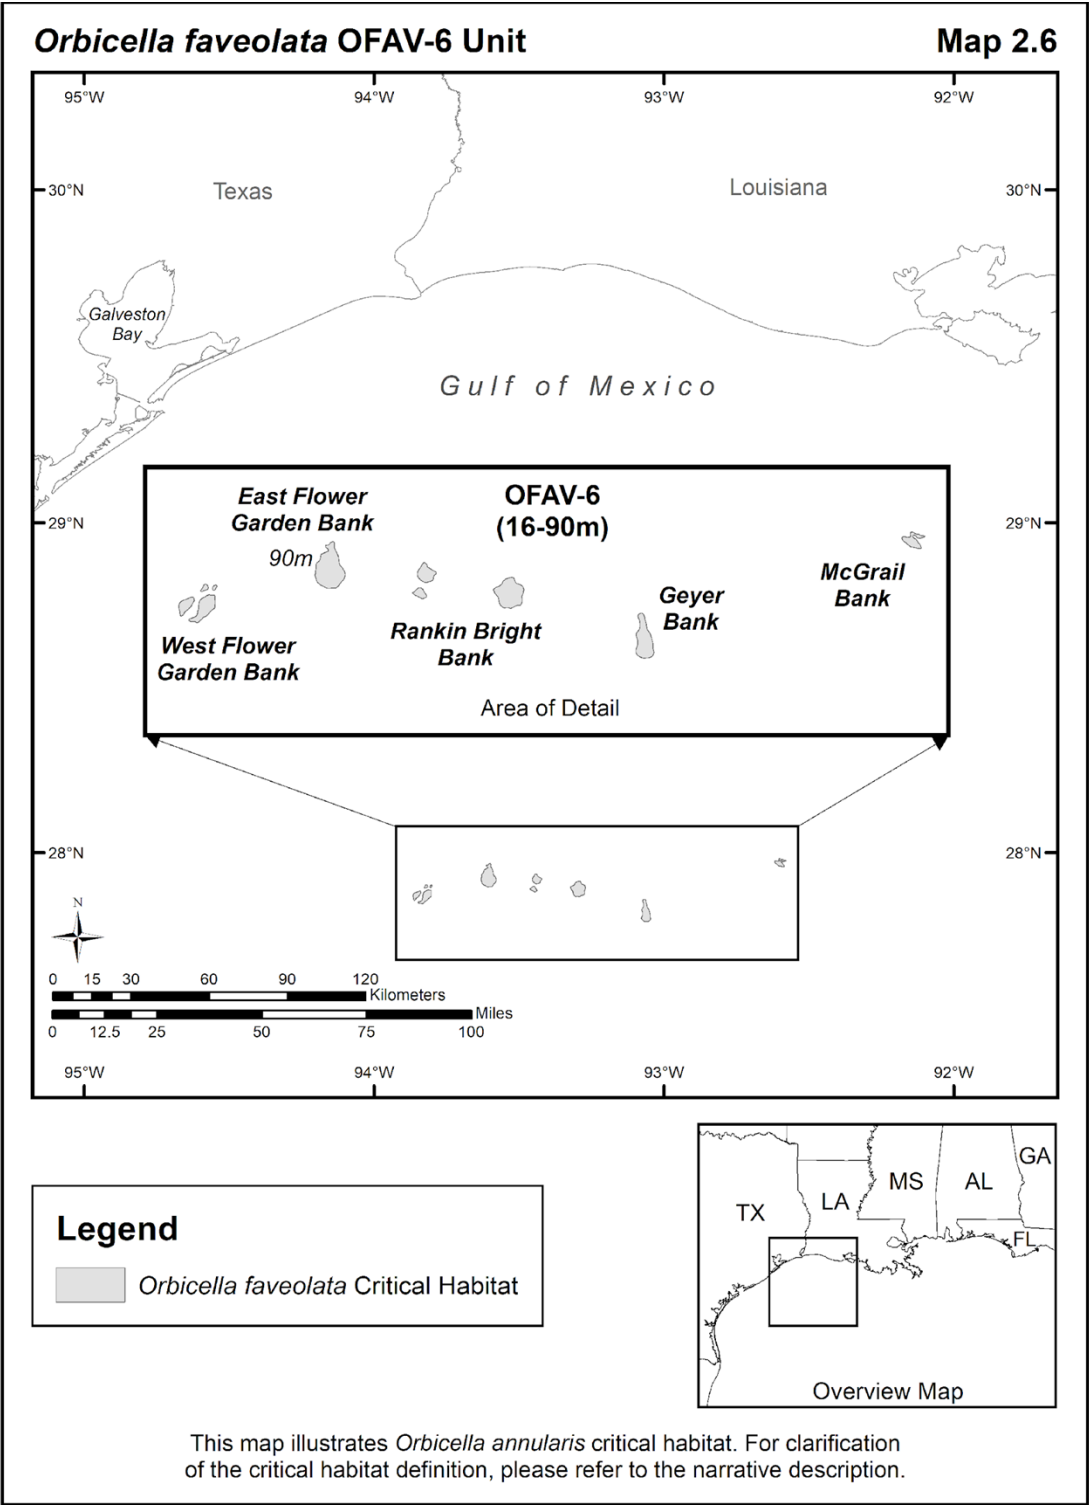 Orbicella faveolata OFAV-6 Unit
Map 2.6
95°W
94°W
93°W
92°W
30°N
Texas
Louisiana
30°N
Galveston
Bay
Gulf of Mexico
29°N
29°N
East Flower
Garden Bank
90m
OFAV-6
(16-90m)
McGrail
Bank
Geyer
Bank
Rankin Bright
Bank
West Flower
Garden Bank
Area of Detail
28°N
28°N
N
0 15 30 60 90 120
Kilometers
Miles
0 12.5 25 50 75 100
95°W
94°W
93°W
92°W
Legend
Orbicella faveolata Critical Habitat
TX
LA
MS
AL
GA
FL
Overview Map
This map illustrates Orbicella annularis critical habitat. For clarification
of the critical habitat definition, please refer to the narrative description.